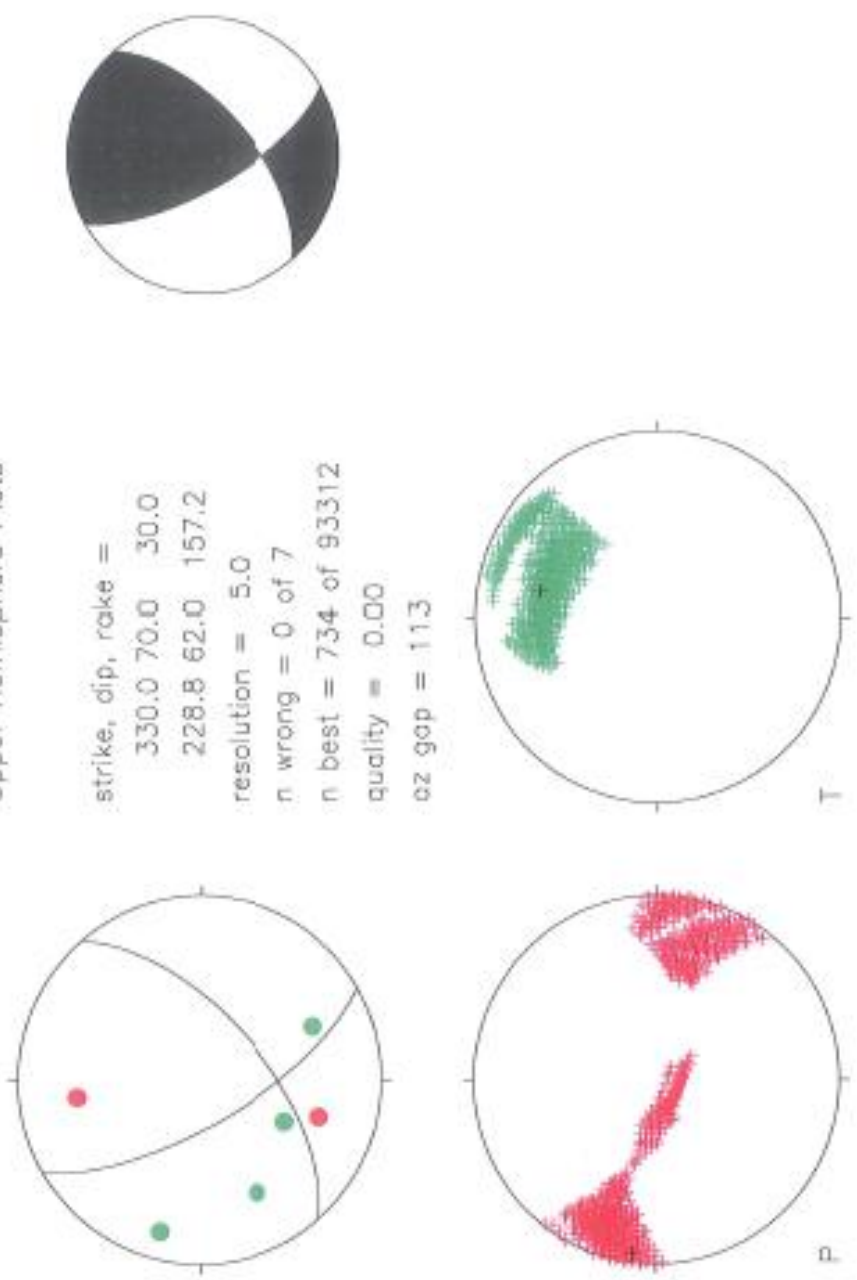 strike, dip, rake =
330.0 70.0 30.0
228.8 62.0 157.2
resolution = 5.0
n wrong = 0 of 7
n best = 734 of 93312
quality = 0.00
az gap = 113
P
T